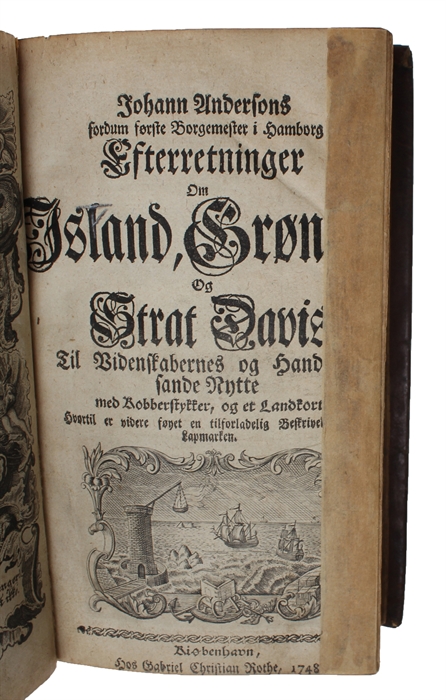 Johann Andersons
fordum første Borgemester i Hamborg
Efterretninger
Om
Island, Grøn
Og
Strat Davis
Til Videnskabernes og Hand
sande Nytte
med Kobberstykker, og et Landkort
Hvortil er videre føyet en tilforladelig Beskrivel
Lapmarken.
Kiøbenhavn,
Hos Gabriel Christian Rothe, 1748